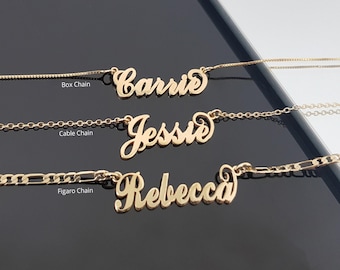 Carrie
Box Chain
Jessie
Cable Chain
Rebecca
Figaro Chain